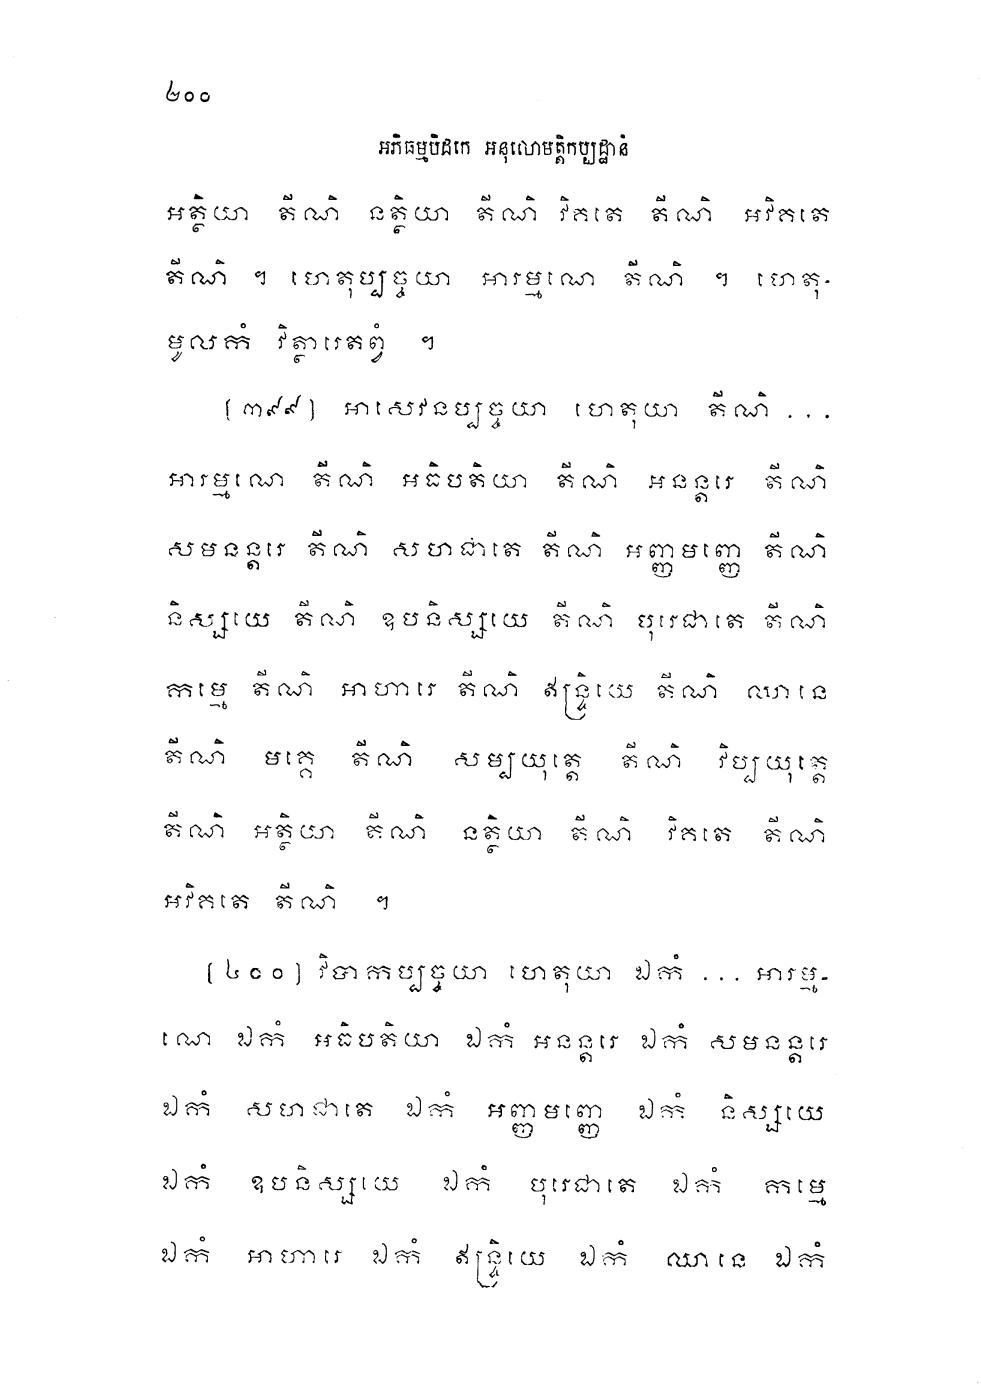 ៤០០
អភិធម្មបិដកេ អនុលោមត្តិកប្បដ្ឋានំ
អត្ថិយា តីណិ នត្ថិយា តីណិ វិគតេ តីណិ អវិគតេ
តីណិ ។ ហេតុប្បច្ចយា អារម្មណេ តីណិ ។ ហេតុ-
មូលកំ វិត្ថារេតព្វំ ។
[៣៩៩] អាសេវនប្បច្ចយា ហេតុយា តីណិ ...
អារម្មណេ តីណិ អធិបតិយា តីណិ អនន្តរេ តីណិ
សមនន្តរេ តីណិ សហជាតេ តីណិ អញ្ញមញ្ញេ តីណិ
និស្សយេ តីណិ ឧបនិស្សយេ តីណិ បុរេជាតេ តីណិ
កម្មេ តីណិ អាហារេ តីណិ ឥន្ទ្រិយេ តីណិ ឈានេ
តីណិ មគ្គេ តីណិ សម្បយុត្តេ តីណិ វិប្បយុត្តេ
តីណិ អត្ថិយា តីណិ នត្ថិយា តីណិ វិគតេ តីណិ
អវិគតេ តីណិ ។
[៤០០] វិបាកប្បច្ចយា ហេតុយា ឯកំ ... អារម្ម-
ណេ ឯកំ អធិបតិយា ឯកំ អនន្តរេ ឯកំ សមនន្តរេ
ឯកំ សហជាតេ ឯកំ អញ្ញមញ្ញេ ឯកំ និស្សយេ
ឯកំ ឧបនិស្សយេ ឯកំ បុរេជាតេ ឯកំ កម្មេ
ឯកំ អាហារេ ឯកំ ឥន្ទ្រិយេ ឯកំ ឈានេ ឯកំ